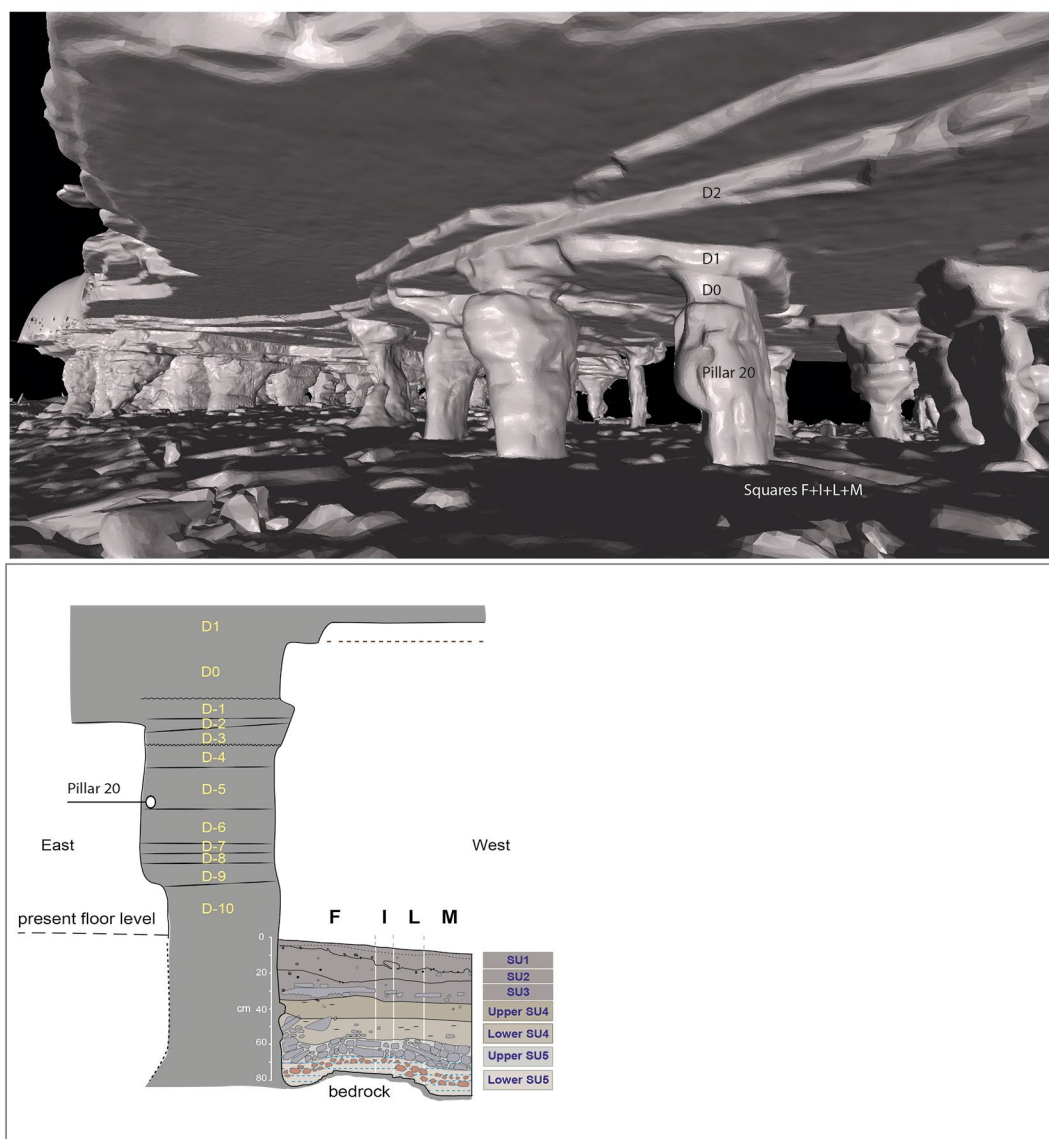 D2
D1
D0
Pillar 20
Squares F+I+L+M
D1
D0
D-1
D-2
D-3
D-4
D-5
Pillar 20
D-6
East
West
D-7
D-8
D-9
D-10
F I L M
present floor level
0
SU1
20
SU2
SU3
cm 40
Upper SU4
Lower SU4
60
Upper SU5
80
Lower SU5
bedrock